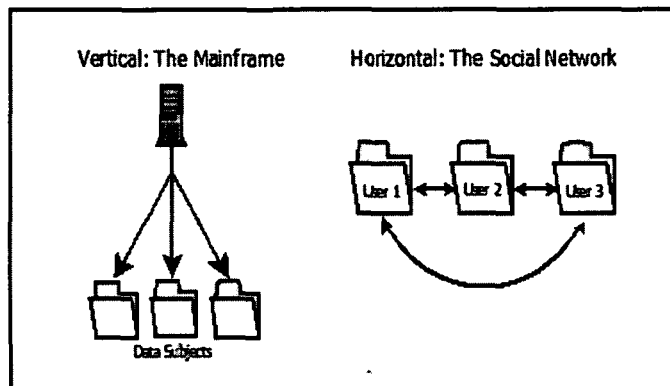 Vertical: The Mainframe
Horizontal: The Social Network
User 1
User 2
User 3
Data Subjects